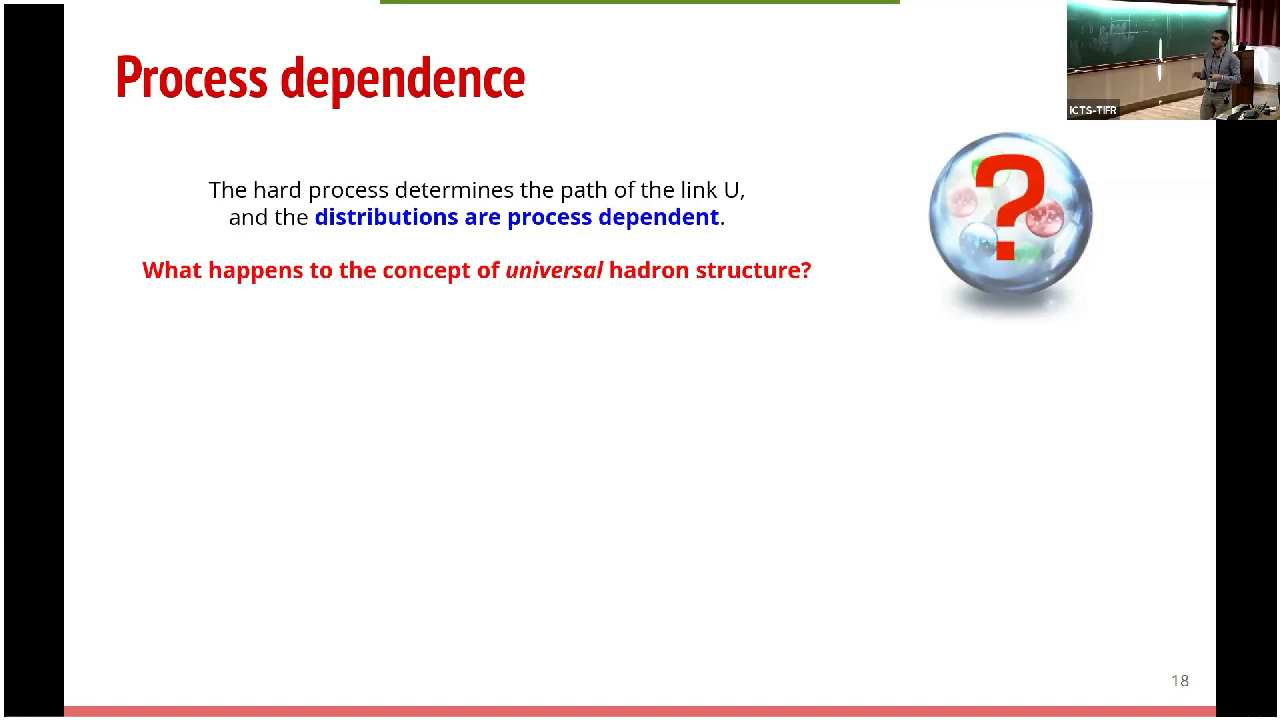 Process dependence
ICTS-TIFR
The hard process determines the path of the link U,
and the distributions are process dependent.
What happens to the concept of universal hadron structure?
?
18